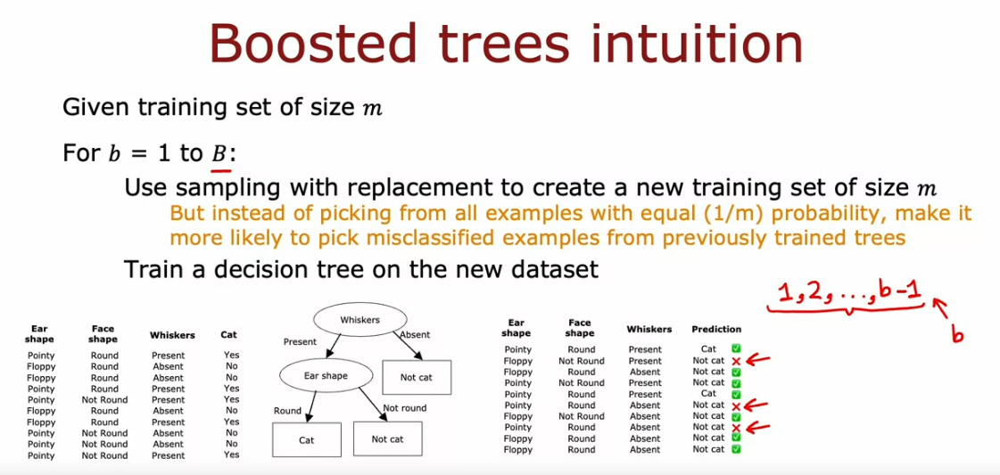 Boosted trees intuition
Given training set of size m
For b = 1 to B:
Use sampling with replacement to create a new training set of size m
But instead of picking from all examples with equal (1/m) probability, make it
more likely to pick misclassified examples from previously trained trees
Train a decision tree on the new dataset
1,2,...,b-1
b
Ear shape Face shape Whiskers Cat
Pointy Round Present Yes
Floppy Round Absent No
Floppy Round Absent No
Pointy Round Present Yes
Pointy Not Round Present Yes
Floppy Round Absent No
Floppy Round Present Yes
Pointy Not Round Absent No
Pointy Not Round Absent No
Pointy Not Round Present Yes
Whiskers
Present Absent
Ear shape Not cat
Round Not round
Cat Not cat
Ear shape Face shape Whiskers Prediction
Pointy Round Present Cat ✅
Floppy Not Round Present Not cat ❌
Floppy Round Absent Not cat ✅
Pointy Not Round Present Not cat ✅
Pointy Round Present Cat ✅
Pointy Round Absent Not cat ❌
Floppy Not Round Absent Not cat ✅
Pointy Round Absent Not cat ❌
Floppy Round Absent Not cat ✅
Floppy Round Absent Not cat ✅